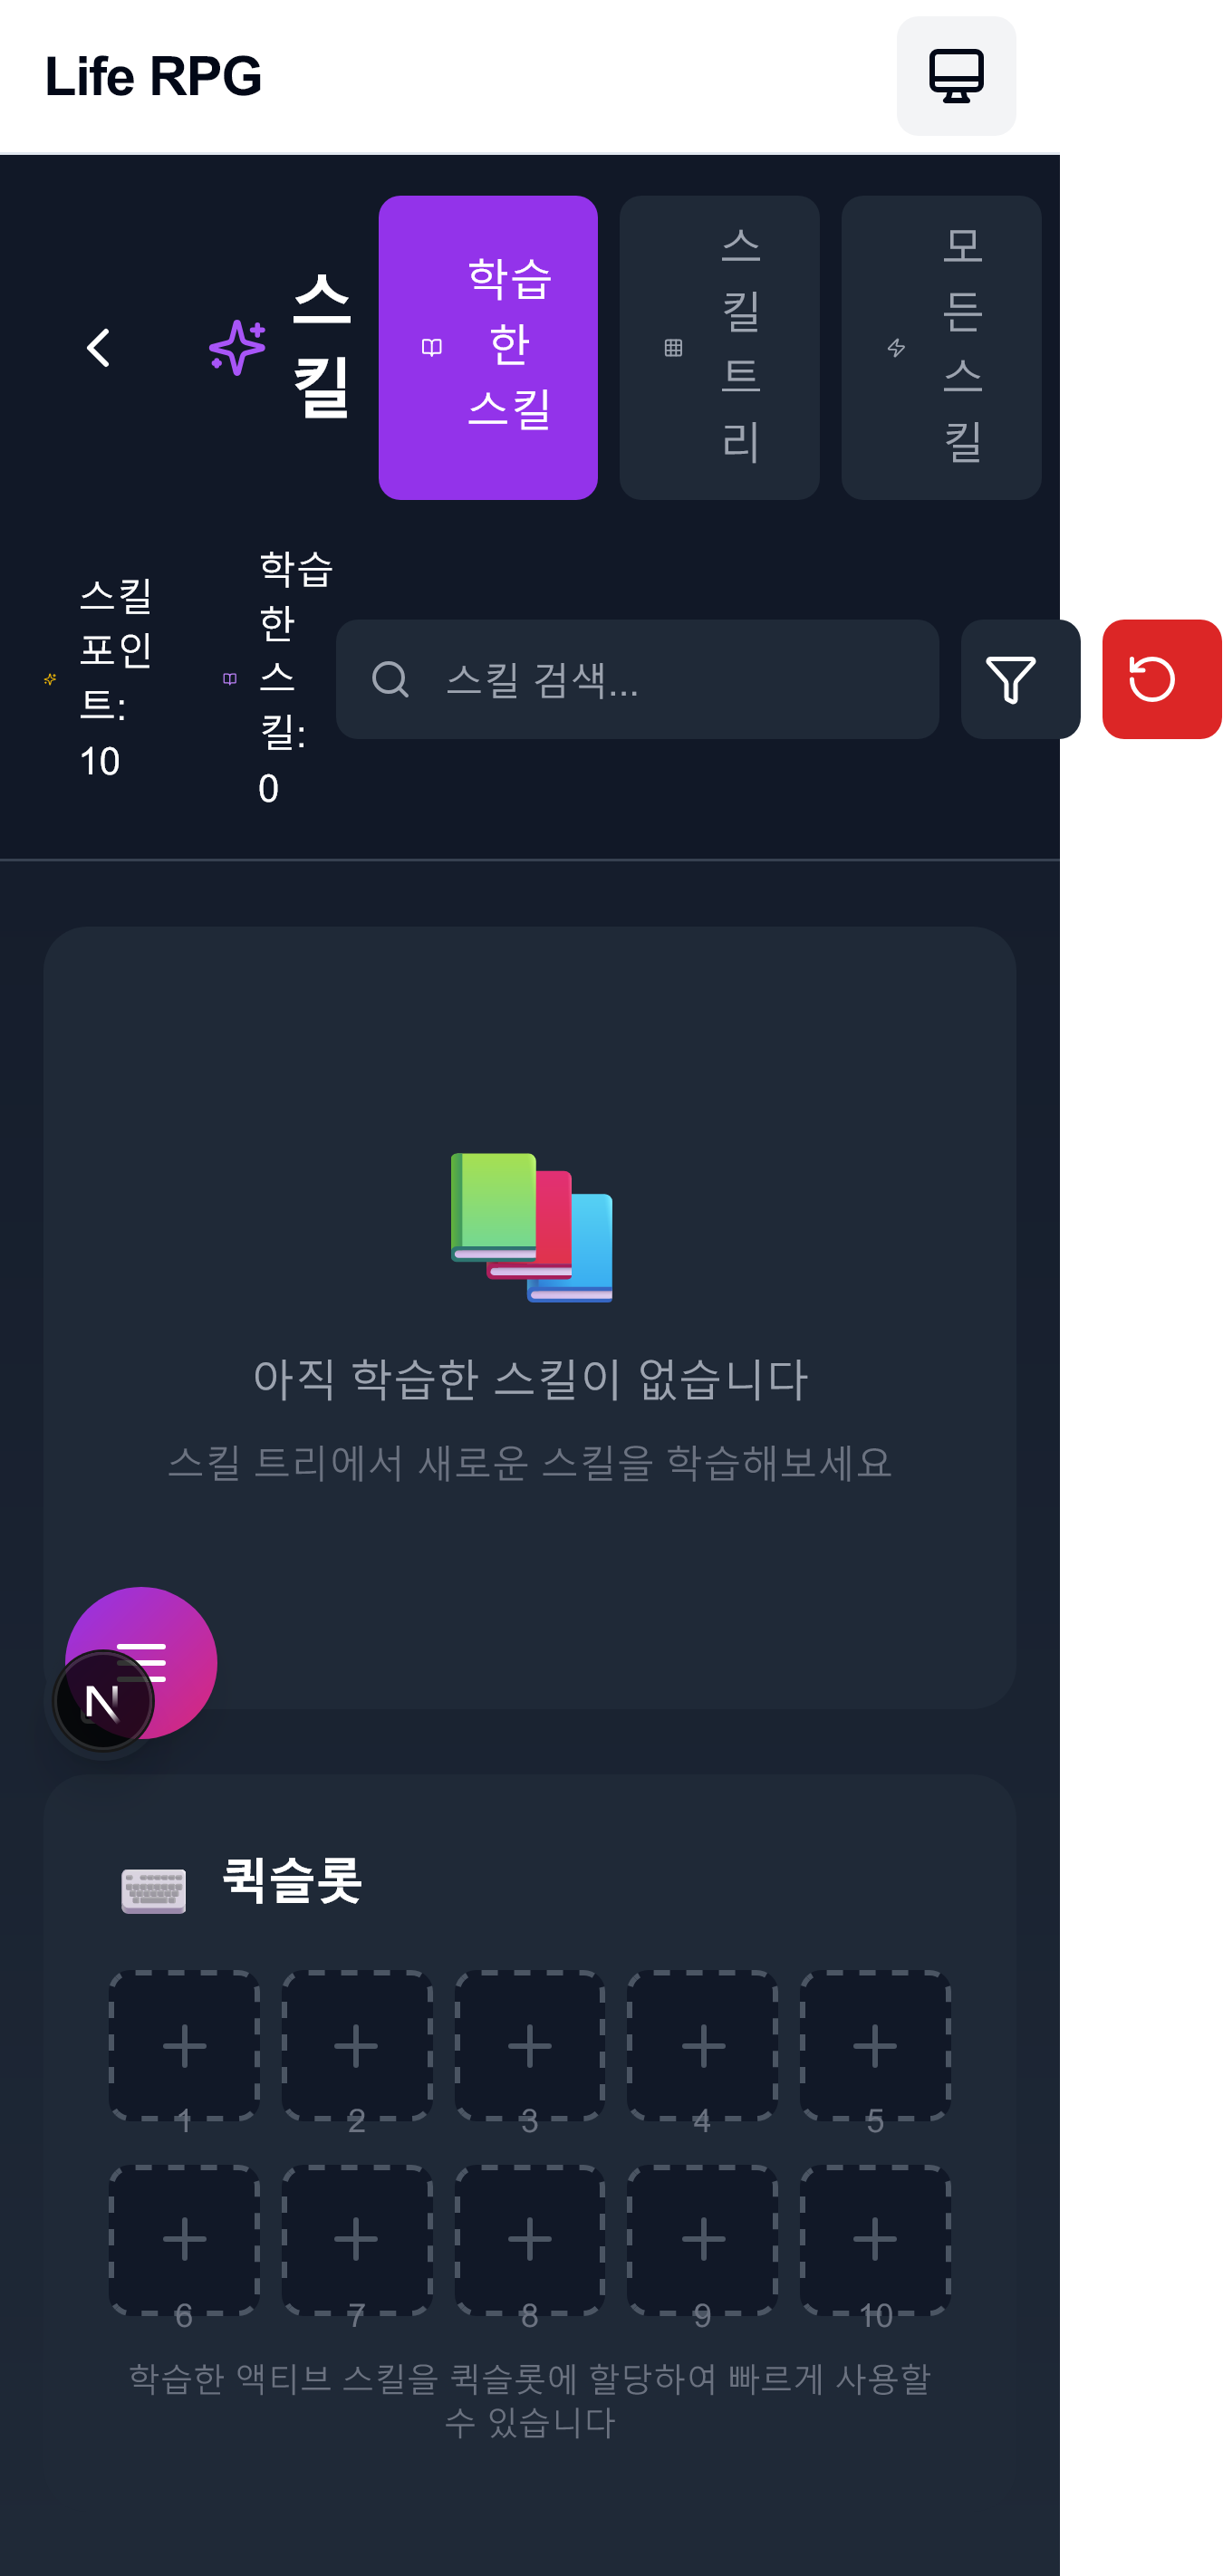 Life RPG
스
킬
학습
한
스킬
스
킬
트
리
모
든
스
킬
스킬
포인
트:
10
학습
한
스
킬:
0
스킬 검색...
아직 학습한 스킬이 없습니다
스킬 트리에서 새로운 스킬을 학습해보세요
N
퀵슬롯
1 2 3 4 5
6 7 8 9 10
학습한 액티브 스킬을 퀵슬롯에 할당하여 빠르게 사용할
수 있습니다